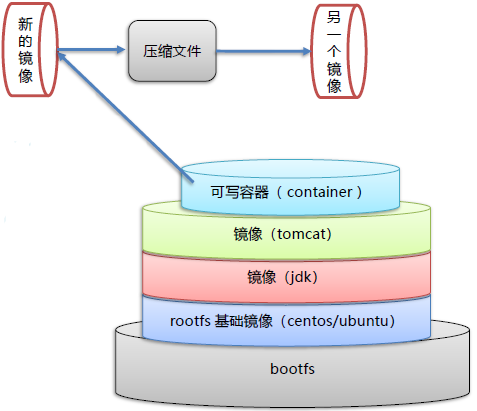 新的镜像
压缩文件
另一个镜像
可写容器（container）
镜像（tomcat）
镜像（jdk）
rootfs 基础镜像（centos/ubuntu）
bootfs